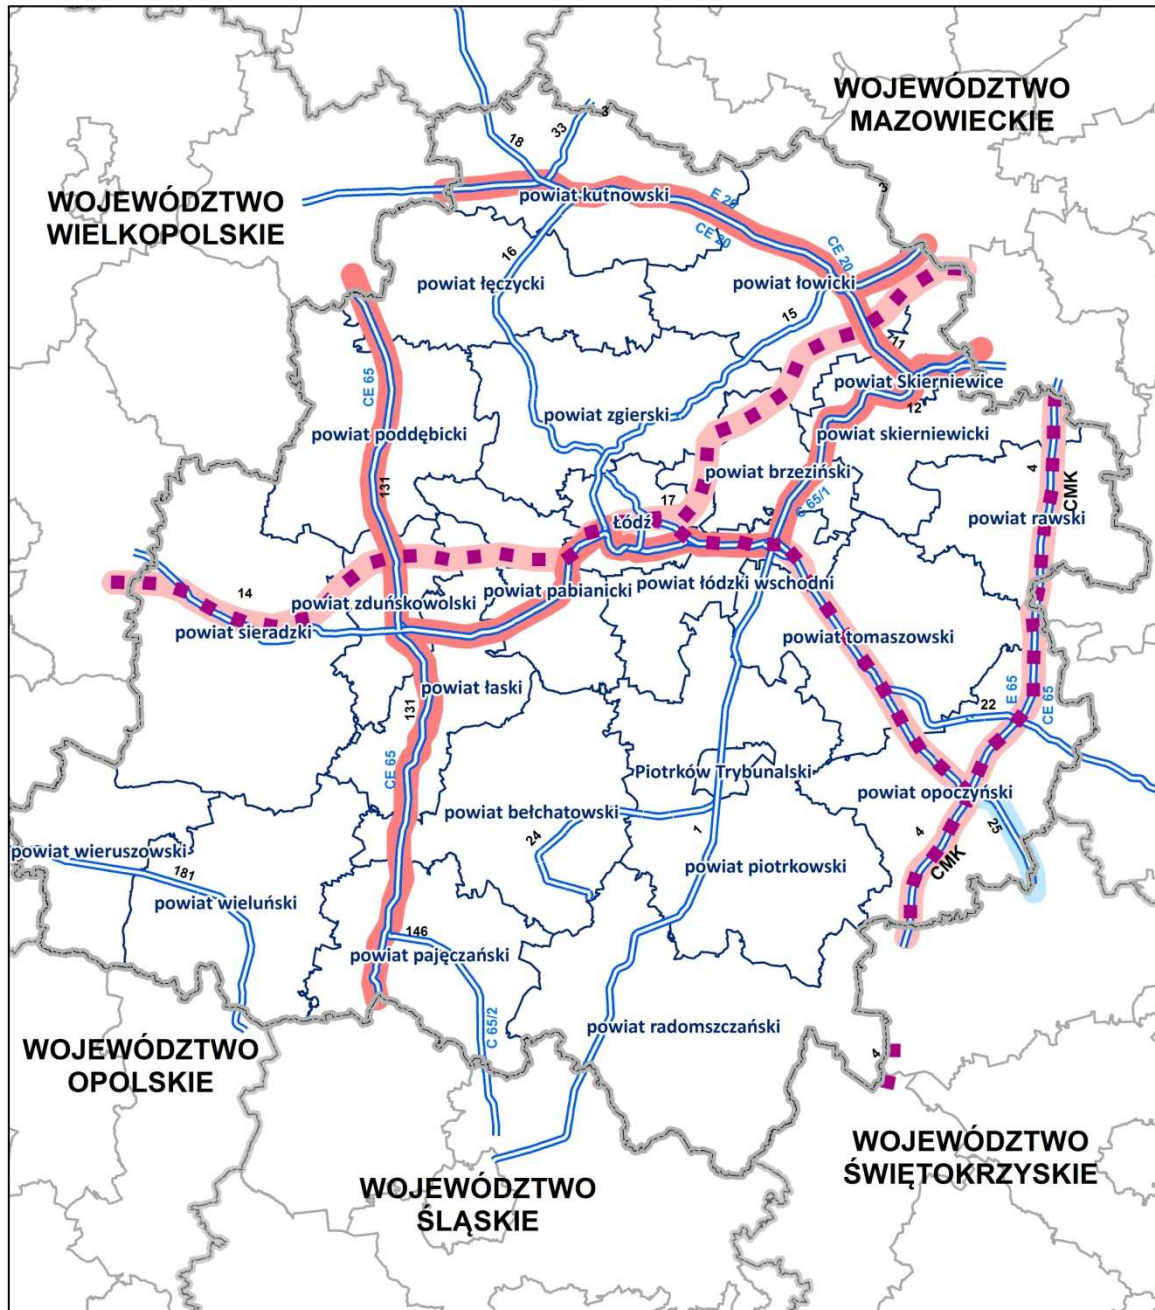 WOJEWÓDZTWO
MAZOWIECKIE
3
33
18
WOJEWÓDZTWO
WIELKOPOLSKIE
3
powiat kutnowski
E 20
CE 20
CE 20
16
powiat łęczycki
powiat łowicki
15
11
CE 65
powiat Skierniewice
12
powiat zgierski
powiat poddębicki
powiat skierniewicki
powiat brzeziński
4
CMK
131
17
C 65/1
Łódź
powiat rawski
powiat łódzki wschodni
powiat pabianicki
14
powiat zduńskowolski
powiat sieradzki
powiat tomaszowski
powiat łaski
131
22
E 65
CE 65
CE 65
Piotrków Trybunalski
powiat opoczyński
powiat bełchatowski
24
1
4
25
CMK
powiat wieruszowski
181
powiat piotrkowski
powiat wieluński
146
powiat pajęczański
C 65/2
powiat radomszczański
WOJEWÓDZTWO
OPOLSKIE
4
WOJEWÓDZTWO
ŚWIĘTOKRZYSKIE
WOJEWÓDZTWO
ŚLĄSKIE